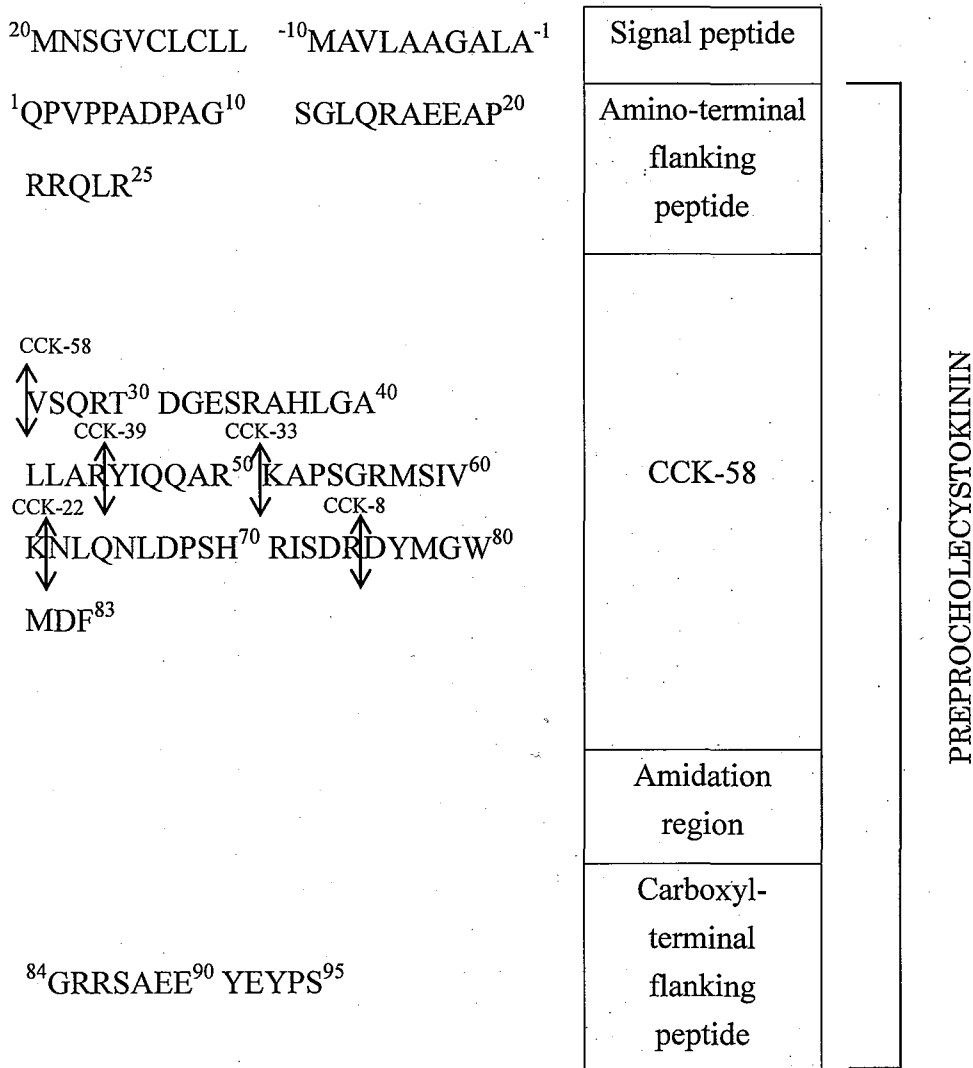 ²⁰MNSGVCLCLL ⁻¹⁰MAVLAAGALA⁻¹
Signal peptide
¹QPVPPADPAG¹⁰ SGLQRAEEAP²⁰
RRQLR²⁵
Amino-terminal
flanking
peptide
CCK-58
VSQRT³⁰ DGESRAHLGA⁴⁰
CCK-39 CCK-33
LLARYIQQAR⁵⁰ KAPSGRMSIV⁶⁰
CCK-22 CCK-8
KNLQNLDPSH⁷⁰ RISDRDYMGW⁸⁰
MDF⁸³
CCK-58
Amidation
region
⁸⁴GRRSAEE⁹⁰ YEYPS⁹⁵
Carboxyl-
terminal
flanking
peptide
PREPROCHOLECYSTOKININ